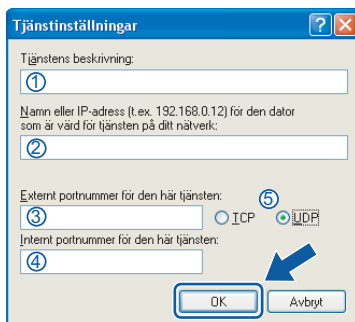 Tjänstinställningar
Tjänstens beskrivning:
①
Namn eller IP-adress (t.ex. 192.168.0.12) för den dator
som är värd för tjänsten på ditt nätverk:
②
Externt portnummer för den här tjänsten:
⑤
③ TCP UDP
Internt portnummer för den här tjänsten:
④
OK Avbryt